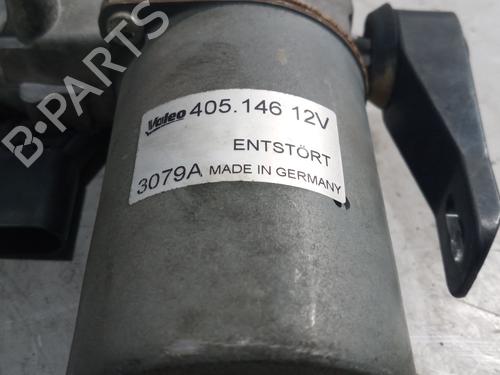 Valeo 405.146 12V
ENTSTÖRT
3079A MADE IN GERMANY
B-PARTS